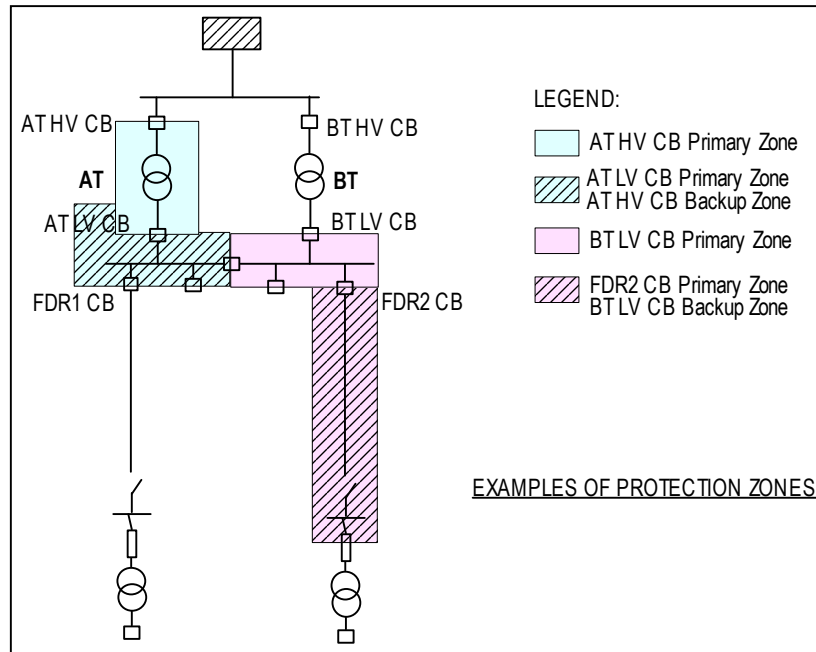 AT HV CB
BT HV CB
AT
BT
AT LV CB
BT LV CB
FDR1 CB
FDR2 CB
LEGEND:
AT HV CB Primary Zone
AT LV CB Primary Zone
AT HV CB Backup Zone
BT LV CB Primary Zone
FDR2 CB Primary Zone
BT LV CB Backup Zone
EXAMPLES OF PROTECTION ZONES